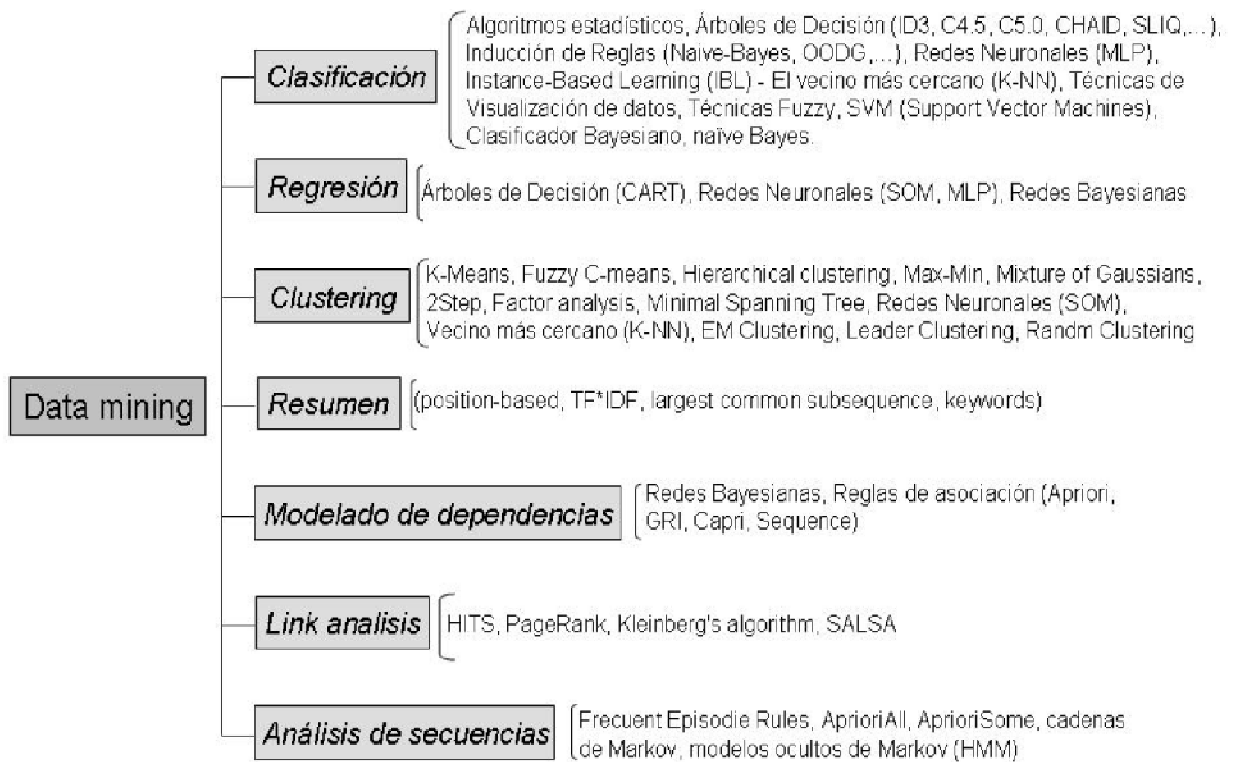 Data mining
Clasificación
Algoritmos estadísticos, Árboles de Decisión (ID3, C4.5, C5.0, CHAID, SLIQ,...),
Inducción de Reglas (Naive-Bayes, OODG,...), Redes Neuronales (MLP),
Instance-Based Learning (IBL) - El vecino más cercano (K-NN), Técnicas de
Visualización de datos, Técnicas Fuzzy, SVM (Support Vector Machines),
Clasificador Bayesiano, naïve Bayes.
Regresión
Árboles de Decisión (CART), Redes Neuronales (SOM, MLP), Redes Bayesianas
Clustering
K-Means, Fuzzy C-means, Hierarchical clustering, Max-Min, Mixture of Gaussians,
2Step, Factor analysis, Minimal Spanning Tree, Redes Neuronales (SOM),
Vecino más cercano (K-NN), EM Clustering, Leader Clustering, Randm Clustering
Resumen
(position-based, TF*IDF, largest common subsequence, keywords)
Modelado de dependencias
Redes Bayesianas, Reglas de asociación (Apriori,
GRI, Capri, Sequence)
Link analisis
HITS, PageRank, Kleinberg's algorithm, SALSA
Análisis de secuencias
Frecuent Episodie Rules, AprioriAll, AprioriSome, cadenas
de Markov, modelos ocultos de Markov (HMM)